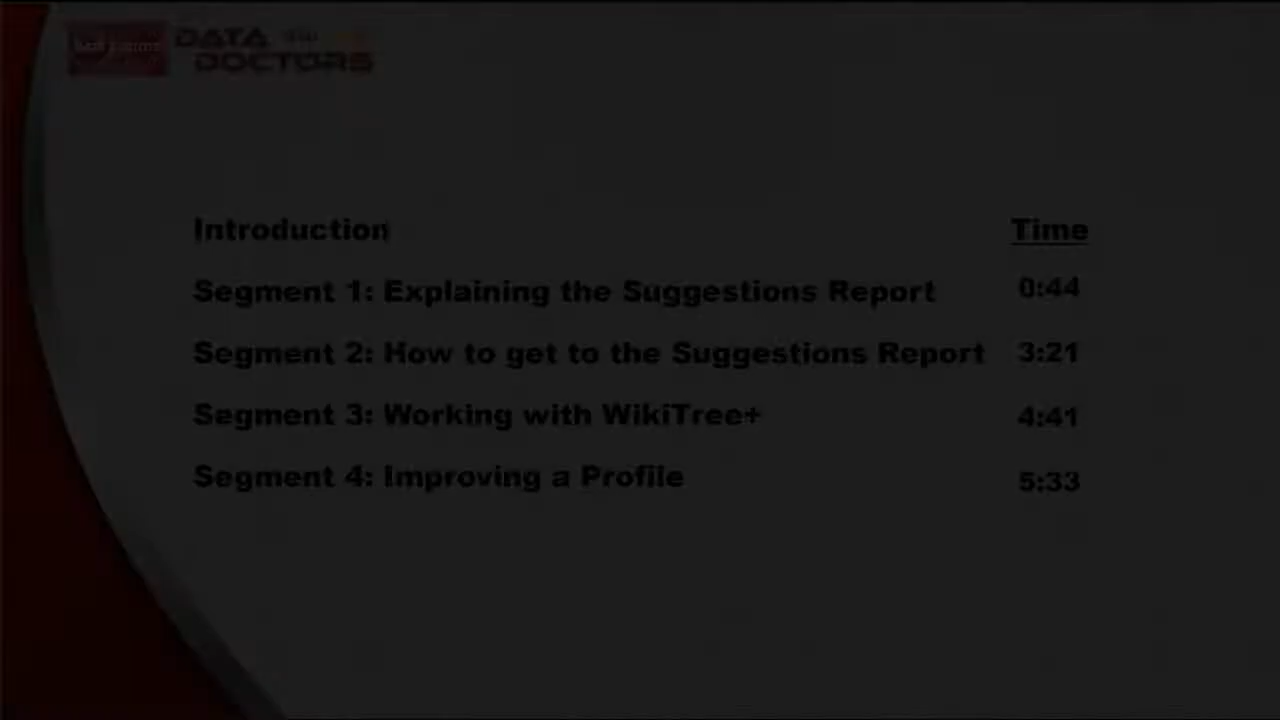 DATA
DOCTORS
Introduction
Time
Segment 1: Explaining the Suggestions Report 0:44
Segment 2: How to get to the Suggestions Report 3:21
Segment 3: Working with WikiTree+ 4:41
Segment 4: Improving a Profile 5:33